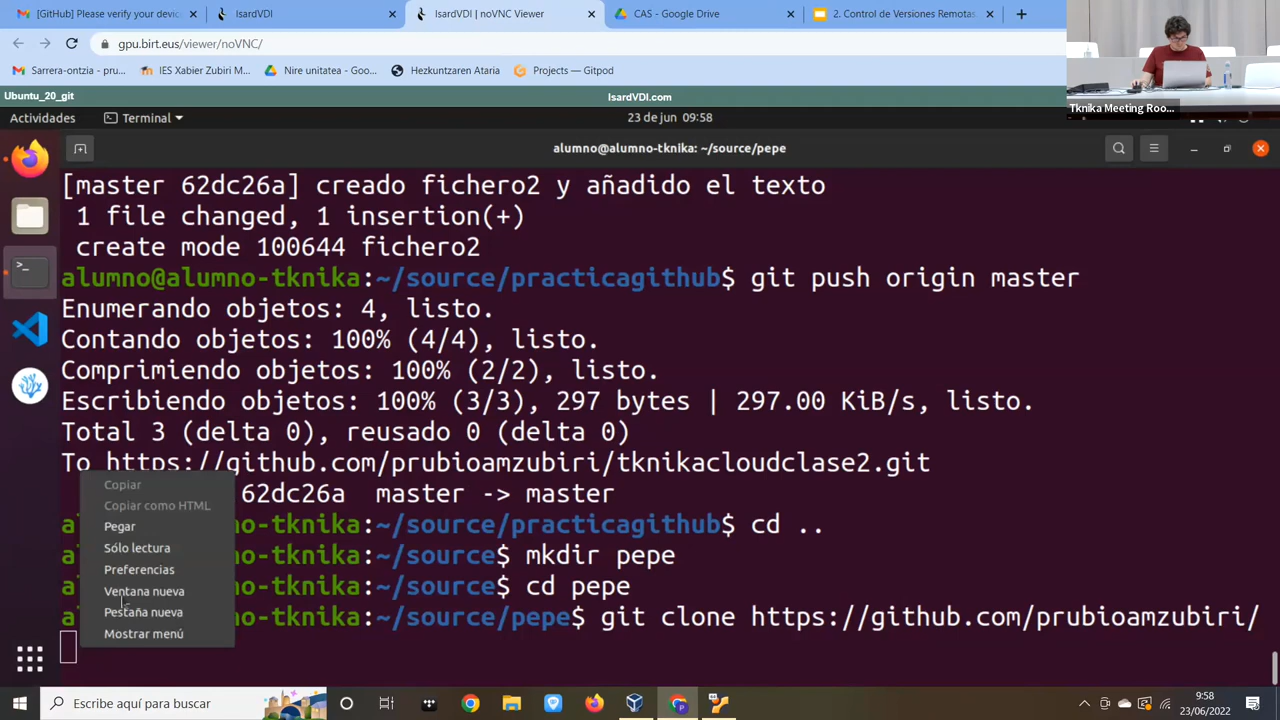 [GitHub] Please verify your device
IsardVDI
IsardVDI | noVNC Viewer
CAS - Google Drive
2. Control de Versiones Remotas
gpu.birt.eus/viewer/noVNC/
Sarrera-ontzia - pru...
IES Xabier Zubiri M...
Nire unitatea - Goo...
Hezkuntzaren Ataria
Projects — Gitpod
Tknika Meeting Roo...
Ubuntu_20_git
IsardVDI.com
Actividades
Terminal
23 de jun 09:58
alumno@alumno-tknika: ~/source/pepe
[master 62dc26a] creado fichero2 y añadido el texto
1 file changed, 1 insertion(+)
create mode 100644 fichero2
alumno@alumno-tknika:~/source/practicagithub$ git push origin master
Enumerando objetos: 4, listo.
Contando objetos: 100% (4/4), listo.
Comprimiendo objetos: 100% (2/2), listo.
Escribiendo objetos: 100% (3/3), 297 bytes | 297.00 KiB/s, listo.
Total 3 (delta 0), reusado 0 (delta 0)
To https://github.com/prubioamzubiri/tknikacloudclase2.git
62dc26a master -> master
al
no-tknika:~/source/practicagithub$ cd ..
al
no-tknika:~/source$ mkdir pepe
al
no-tknika:~/source$ cd pepe
al
no-tknika:~/source/pepe$ git clone https://github.com/prubioamzubiri/
Copiar
Copiar como HTML
Pegar
Sólo lectura
Preferencias
Ventana nueva
Pestaña nueva
Mostrar menú
Escribe aquí para buscar
9:58
23/06/2022